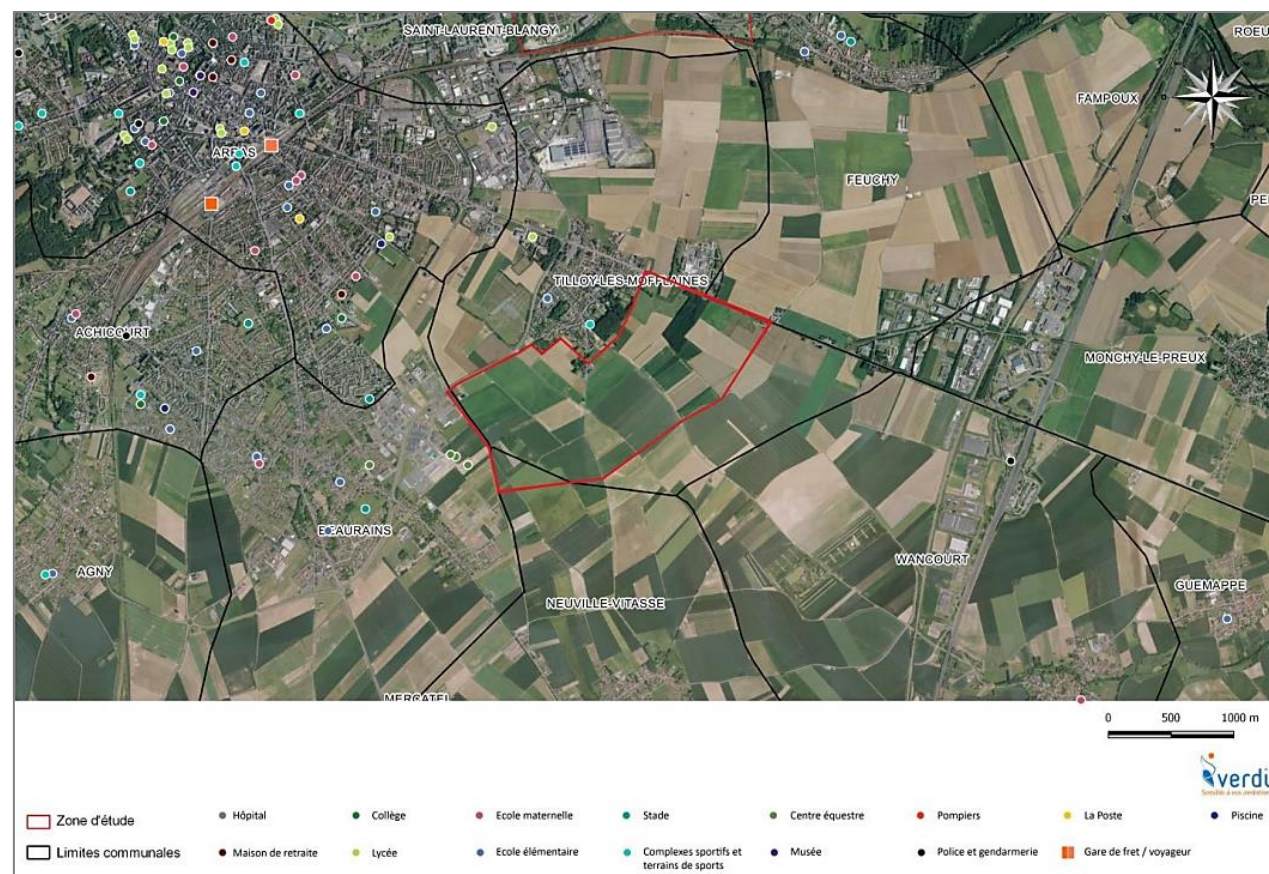 SAINT-LAURENT-BLANGY
FAMPOUX
ARRAS
FEUCHY
TILLOY-LES-MOFFLAINES
ACHICOURT
MONCHY-LE-PREUX
BEAURAINS
AGNY
WANCOURT
GUEMAPPE
NEUVILLE-VITASSE
MERCATEL
0 500 1000 m
verdi
Zone d'étude
Hôpital
Collège
Ecole maternelle
Stade
Centre équestre
Pompiers
La Poste
Piscine
Limites communales
Maison de retraite
Lycée
Ecole élémentaire
Complexes sportifs et
terrains de sports
Musée
Police et gendarmerie
Gare de fret / voyageur